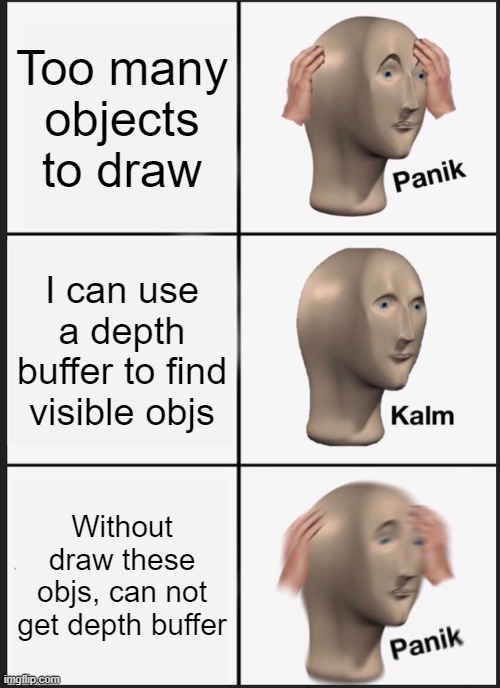 Too many
objects
to draw
Panik
I can use
a depth
buffer to find
visible objs
Kalm
Without
draw these
objs, can not
get depth buffer
Panik
imgflip.com